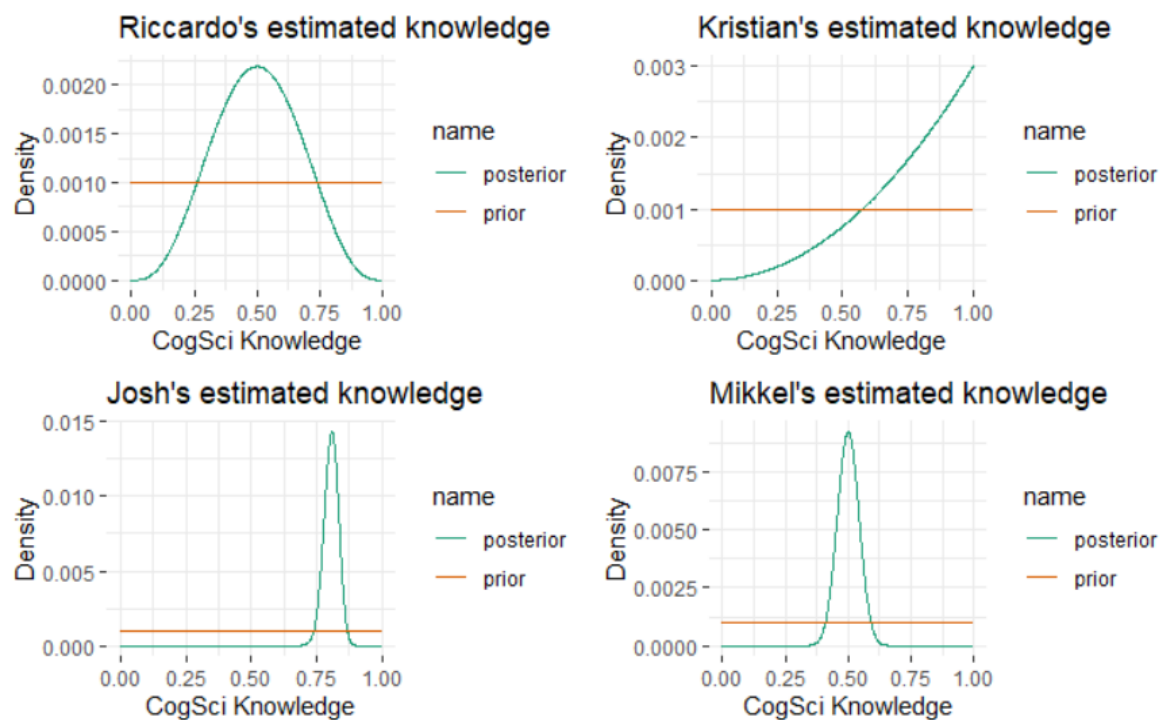 Riccardo's estimated knowledge
Density
0.0020
0.0015
0.0010
0.0005
0.0000
0.00 0.25 0.50 0.75 1.00
CogSci Knowledge
name
posterior
prior
Kristian's estimated knowledge
Density
0.003
0.002
0.001
0.000
0.00 0.25 0.50 0.75 1.00
CogSci Knowledge
name
posterior
prior
Josh's estimated knowledge
Density
0.015
0.010
0.005
0.000
0.00 0.25 0.50 0.75 1.00
CogSci Knowledge
name
posterior
prior
Mikkel's estimated knowledge
Density
0.0075
0.0050
0.0025
0.0000
0.00 0.25 0.50 0.75 1.00
CogSci Knowledge
name
posterior
prior